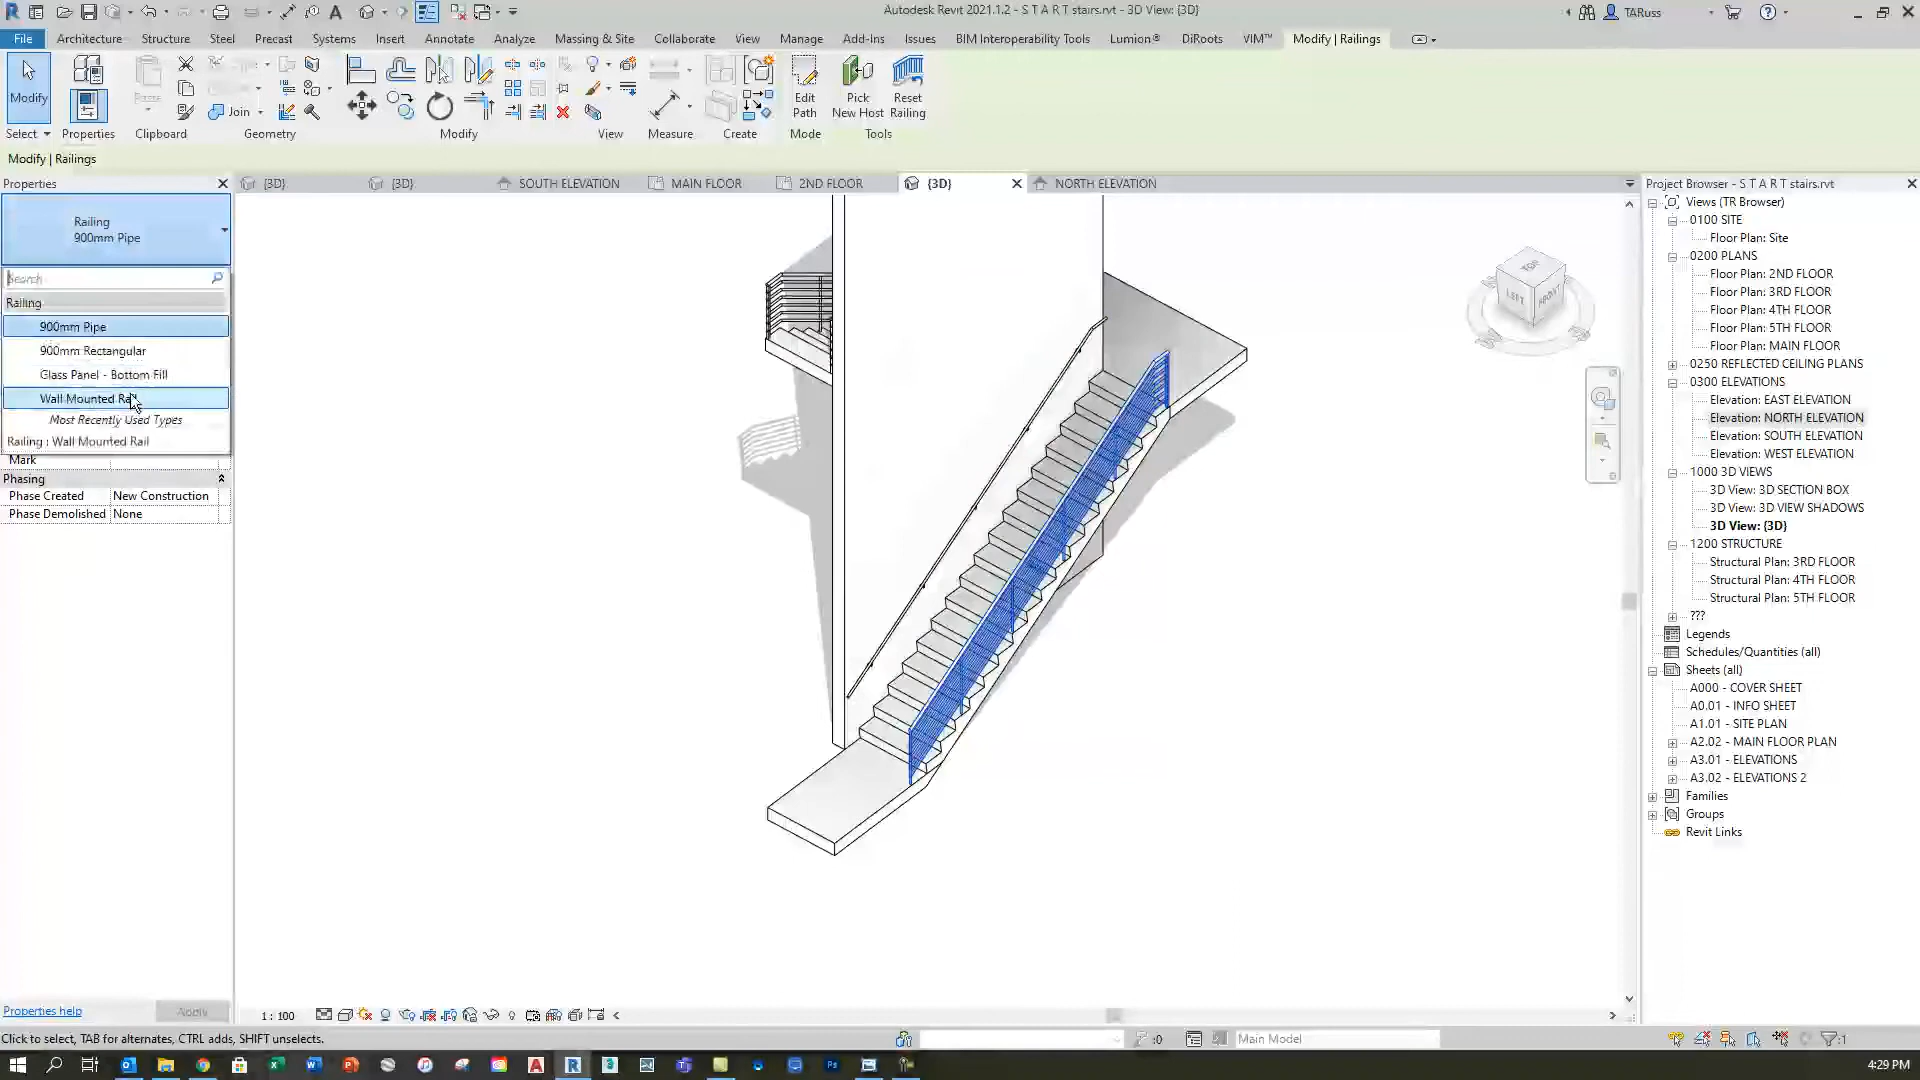 Autodesk Revit 2021.1.2 - S T A R T stairs.rvt - 3D View: {3D}
TARuss
File Architecture Structure Steel Precast Systems Insert Annotate Analyze Massing & Site Collaborate View Manage Add-Ins Issues BIM Interoperability Tools Lumion® DiRoots VIM™ Modify | Railings
Modify
Paste
Join
Edit Path
Pick New Host
Reset Railing
Select Properties Clipboard Geometry Modify View Measure Create Mode Tools
Modify | Railings
Properties
{3D} {3D} SOUTH ELEVATION MAIN FLOOR 2ND FLOOR {3D} NORTH ELEVATION
Railing
900mm Pipe
Search
Railing
900mm Pipe
900mm Rectangular
Glass Panel - Bottom Fill
Wall Mounted Rail
Most Recently Used Types
Railing : Wall Mounted Rail
Mark
Phasing
Phase Created New Construction
Phase Demolished None
Properties help
Apply
TOP
LEFT
FRONT
Project Browser - S T A R T stairs.rvt
Views (TR Browser)
0100 SITE
Floor Plan: Site
0200 PLANS
Floor Plan: 2ND FLOOR
Floor Plan: 3RD FLOOR
Floor Plan: 4TH FLOOR
Floor Plan: 5TH FLOOR
Floor Plan: MAIN FLOOR
0250 REFLECTED CEILING PLANS
0300 ELEVATIONS
Elevation: EAST ELEVATION
Elevation: NORTH ELEVATION
Elevation: SOUTH ELEVATION
Elevation: WEST ELEVATION
1000 3D VIEWS
3D View: 3D SECTION BOX
3D View: 3D VIEW SHADOWS
3D View: {3D}
1200 STRUCTURE
Structural Plan: 3RD FLOOR
Structural Plan: 4TH FLOOR
Structural Plan: 5TH FLOOR
???
Legends
Schedules/Quantities (all)
Sheets (all)
A000 - COVER SHEET
A0.01 - INFO SHEET
A1.01 - SITE PLAN
A2.02 - MAIN FLOOR PLAN
A3.01 - ELEVATIONS
A3.02 - ELEVATIONS 2
Families
Groups
Revit Links
1 : 100
Click to select, TAB for alternates, CTRL adds, SHIFT unselects.
:0
Main Model
:1
4:29 PM